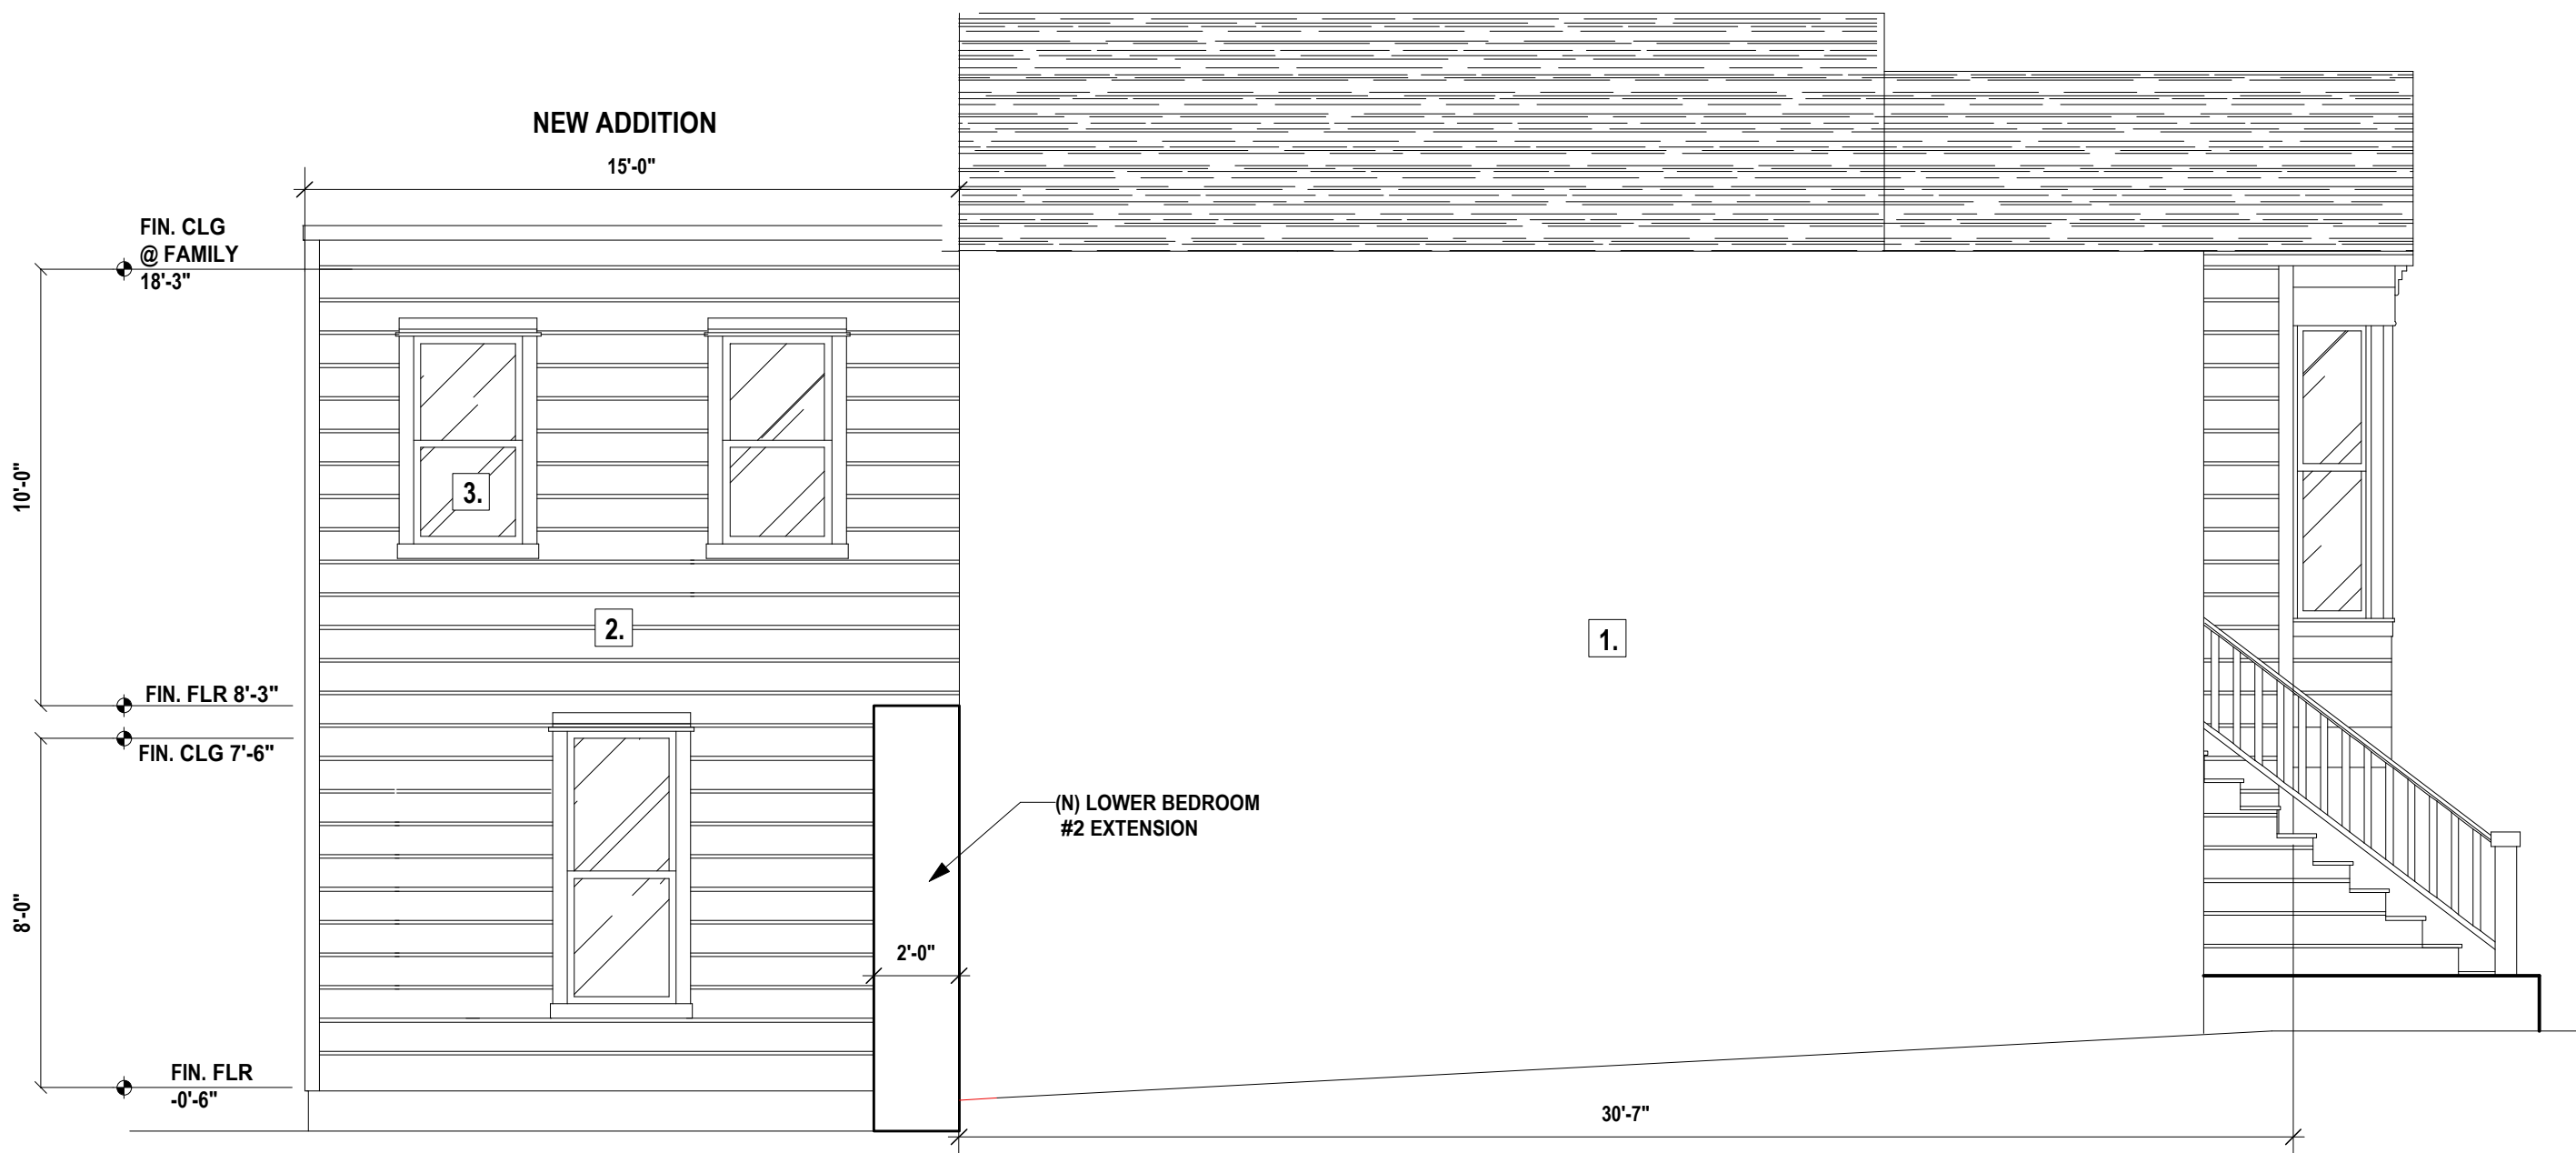 NEW ADDITION
15'-0"
FIN. CLG
@ FAMILY
18'-3"
10'-0"
3.
2.
1.
FIN. FLR 8'-3"
FIN. CLG 7'-6"
(N) LOWER BEDROOM
#2 EXTENSION
8'-0"
2'-0"
FIN. FLR
-0'-6"
30'-7"